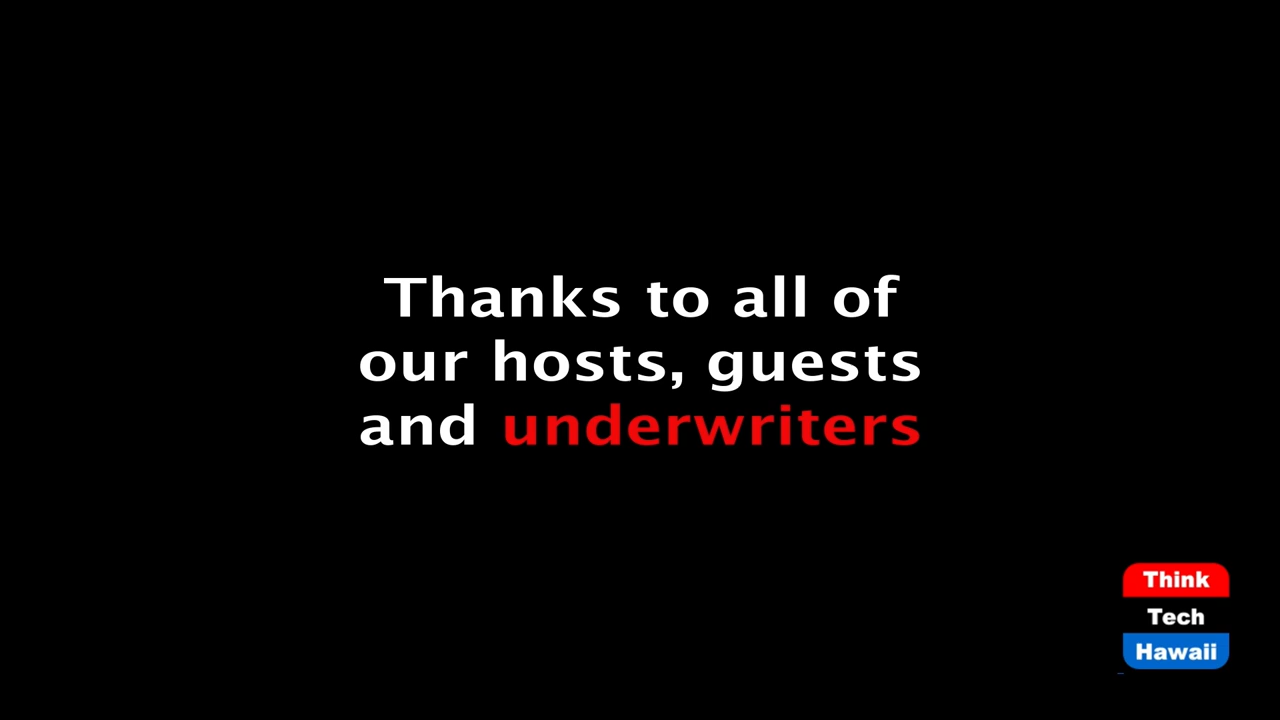 Thanks to all of
our hosts, guests
and underwriters
Think
Tech
Hawaii